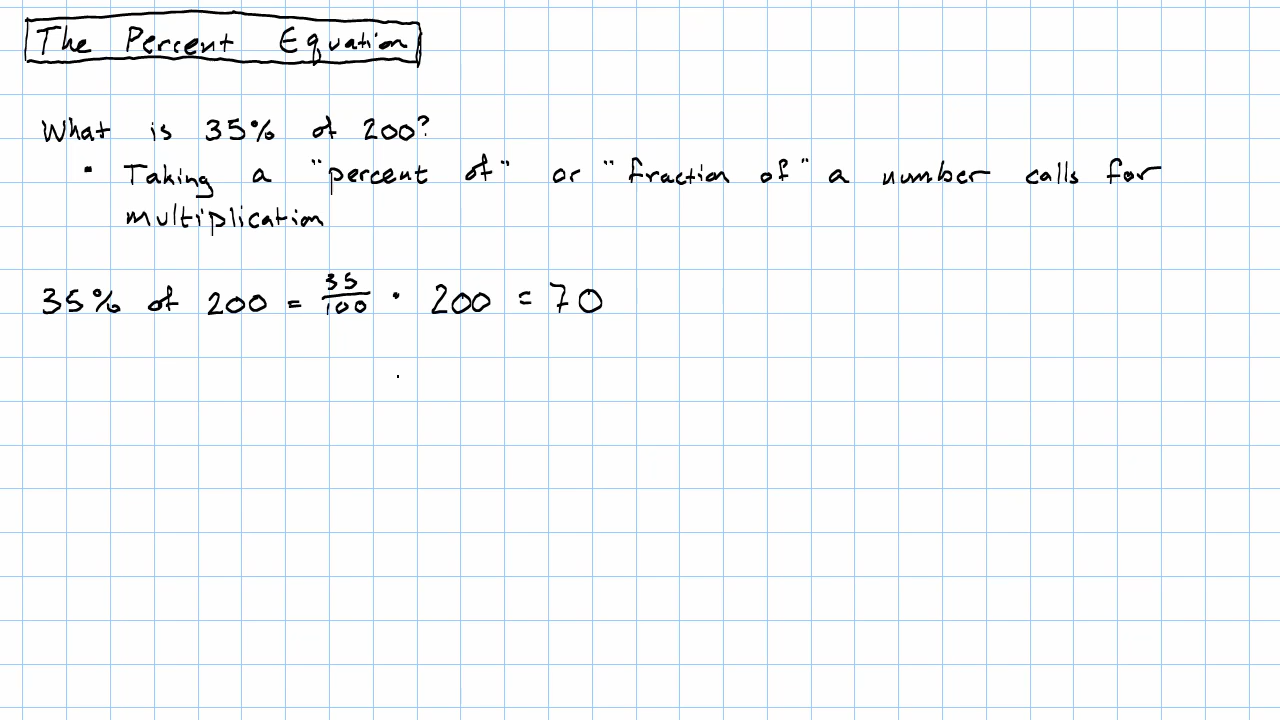 The Percent Equation
What is 35% of 200?
• Taking a "percent of" or "fraction of" a number calls for
multiplication
35% of 200 = 35/100 · 200 = 70